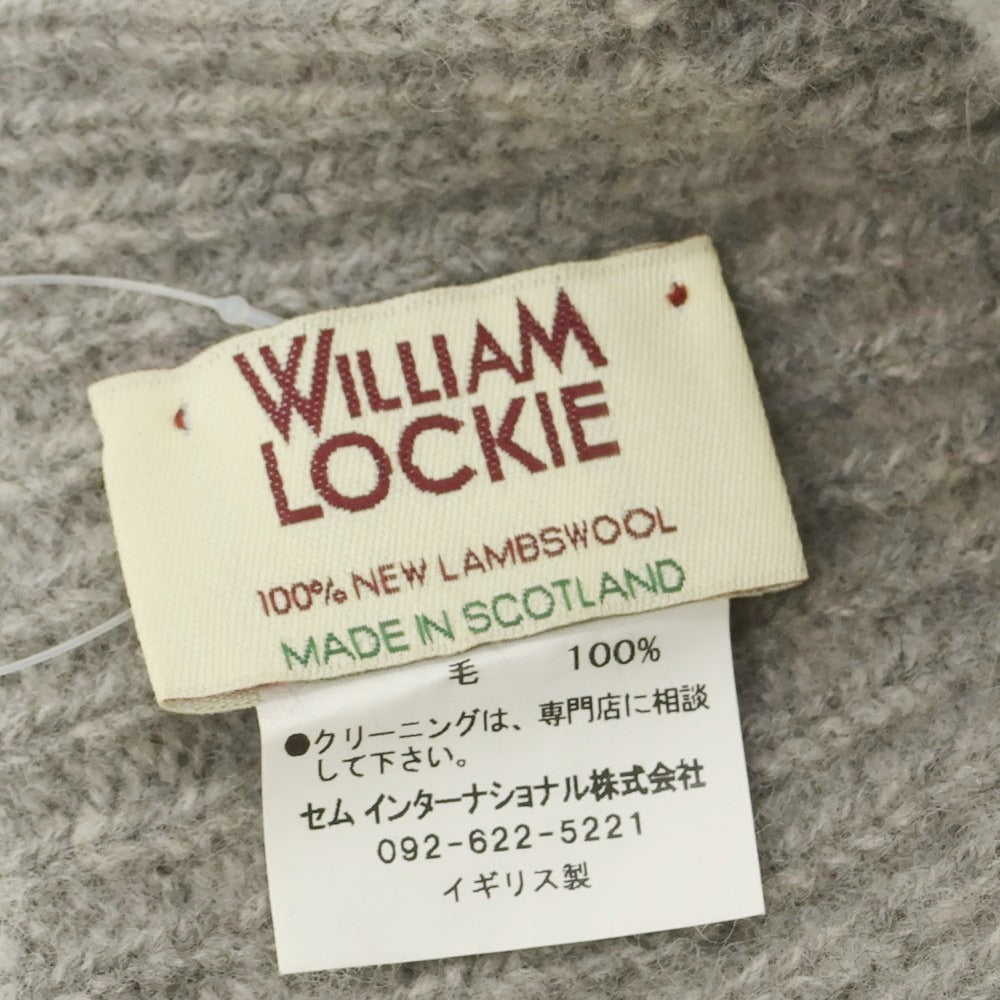 WILLIAM
LOCKIE
100% NEW LAMBSWOOL
MADE IN SCOTLAND
毛 100%
●クリーニングは、専門店に相談
して下さい。
セム インターナショナル株式会社
092-622-5221
イギリス製